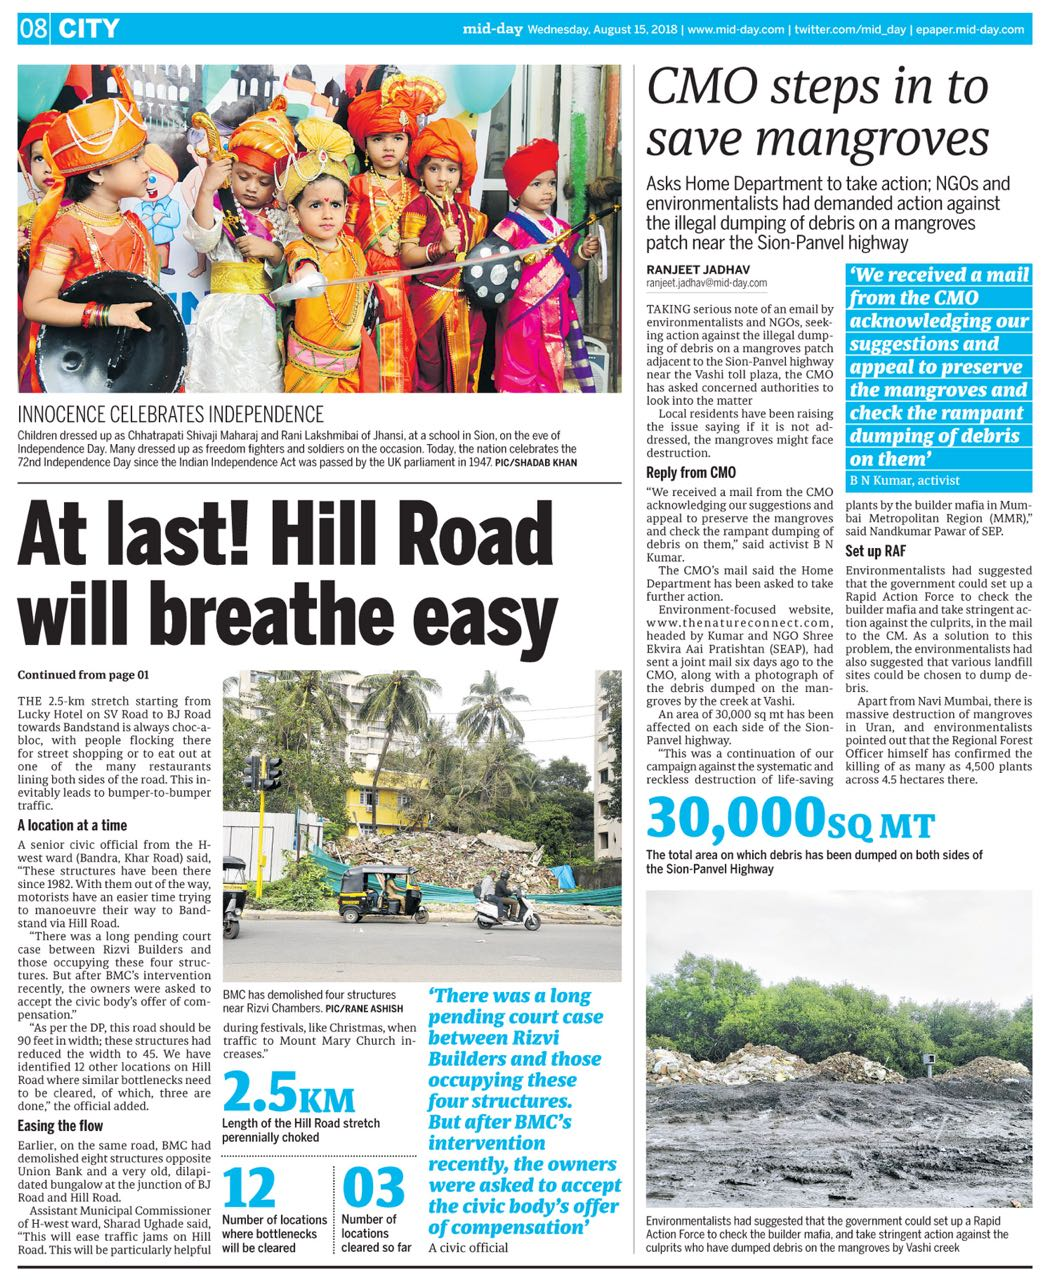 08 CITY
mid-day Wednesday, August 15, 2018 | www.mid-day.com | twitter.com/mid_day | epaper.mid-day.com
INNOCENCE CELEBRATES INDEPENDENCE
Children dressed up as Chhatrapati Shivaji Maharaj and Rani Lakshmibai of Jhansi, at a school in Sion, on the eve of
Independence Day. Many dressed up as freedom fighters and soldiers on the occasion. Today, the nation celebrates the
72nd Independence Day since the Indian Independence Act was passed by the UK parliament in 1947. PIC/SHADAB KHAN
At last! Hill Road
will breathe easy
Continued from page 01
THE 2.5-km stretch starting from
Lucky Hotel on SV Road to BJ Road
towards Bandstand is always choc-a-
bloc, with people flocking there
for street shopping or to eat out at
one of the many restaurants
lining both sides of the road. This in-
evitably leads to bumper-to-bumper
traffic.
A location at a time
A senior civic official from the H-
west ward (Bandra, Khar Road) said,
"These structures have been there
since 1982. With them out of the way,
motorists have an easier time trying
to manoeuvre their way to Band-
stand via Hill Road.
"There was a long pending court
case between Rizvi Builders and
those occupying these four struc-
tures. But after BMC's intervention
recently, the owners were asked to
accept the civic body's offer of com-
pensation."
"As per the DP, this road should be
90 feet in width; these structures had
reduced the width to 45. We have
identified 12 other locations on Hill
Road where similar bottlenecks need
to be cleared, of which, three are
done," the official added.
Easing the flow
Earlier, on the same road, BMC had
demolished eight structures opposite
Union Bank and a very old, dilapi-
dated bungalow at the junction of BJ
Road and Hill Road.
Assistant Municipal Commissioner
of H-west ward, Sharad Ughade said,
"This will ease traffic jams on Hill
Road. This will be particularly helpful
BMC has demolished four structures
near Rizvi Chambers. PIC/RANE ASHISH
during festivals, like Christmas, when
traffic to Mount Mary Church in-
creases."
2.5KM
Length of the Hill Road stretch
perennially choked
12
Number of locations
where bottlenecks
will be cleared
03
Number of
locations
cleared so far
'There was a long
pending court case
between Rizvi
Builders and those
occupying these
four structures.
But after BMC's
intervention
recently, the owners
were asked to accept
the civic body's offer
of compensation'
A civic official
CMO steps in to
save mangroves
Asks Home Department to take action; NGOs and
environmentalists had demanded action against
the illegal dumping of debris on a mangroves
patch near the Sion-Panvel highway
RANJEET JADHAV
ranjeet.jadhav@mid-day.com
TAKING serious note of an email by
environmentalists and NGOs, seek-
ing action against the illegal dump-
ing of debris on a mangroves patch
adjacent to the Sion-Panvel highway
near the Vashi toll plaza, the CMO
has asked concerned authorities to
look into the matter
Local residents have been raising
the issue saying if it is not ad-
dressed, the mangroves might face
destruction.
Reply from CMO
"We received a mail from the CMO
acknowledging our suggestions and
appeal to preserve the mangroves
and check the rampant dumping of
debris on them," said activist B N
Kumar.
The CMO's mail said the Home
Department has been asked to take
further action.
Environment-focused website,
www.thenatureconnect.com,
headed by Kumar and NGO Shree
Ekvira Aai Pratishtan (SEAP), had
sent a joint mail six days ago to the
CMO, along with a photograph of
the debris dumped on the man-
groves by the creek at Vashi.
An area of 30,000 sq mt has been
affected on each side of the Sion-
Panvel highway.
"This was a continuation of our
campaign against the systematic and
reckless destruction of life-saving
'We received a mail
from the CMO
acknowledging our
suggestions and
appeal to preserve
the mangroves and
check the rampant
dumping of debris
on them'
B N Kumar, activist
plants by the builder mafia in Mum-
bai Metropolitan Region (MMR),"
said Nandkumar Pawar of SEP.
Set up RAF
Environmentalists had suggested
that the government could set up a
Rapid Action Force to check the
builder mafia and take stringent ac-
tion against the culprits, in the mail
to the CM. As a solution to this
problem, the environmentalists had
also suggested that various landfill
sites could be chosen to dump de-
bris.
Apart from Navi Mumbai, there is
massive destruction of mangroves
in Uran, and environmentalists
pointed out that the Regional Forest
Officer himself has confirmed the
killing of as many as 4,500 plants
across 4.5 hectares there.
30,000SQ MT
The total area on which debris has been dumped on both sides of
the Sion-Panvel Highway
Environmentalists had suggested that the government could set up a Rapid
Action Force to check the builder mafia, and take stringent action against the
culprits who have dumped debris on the mangroves by Vashi creek